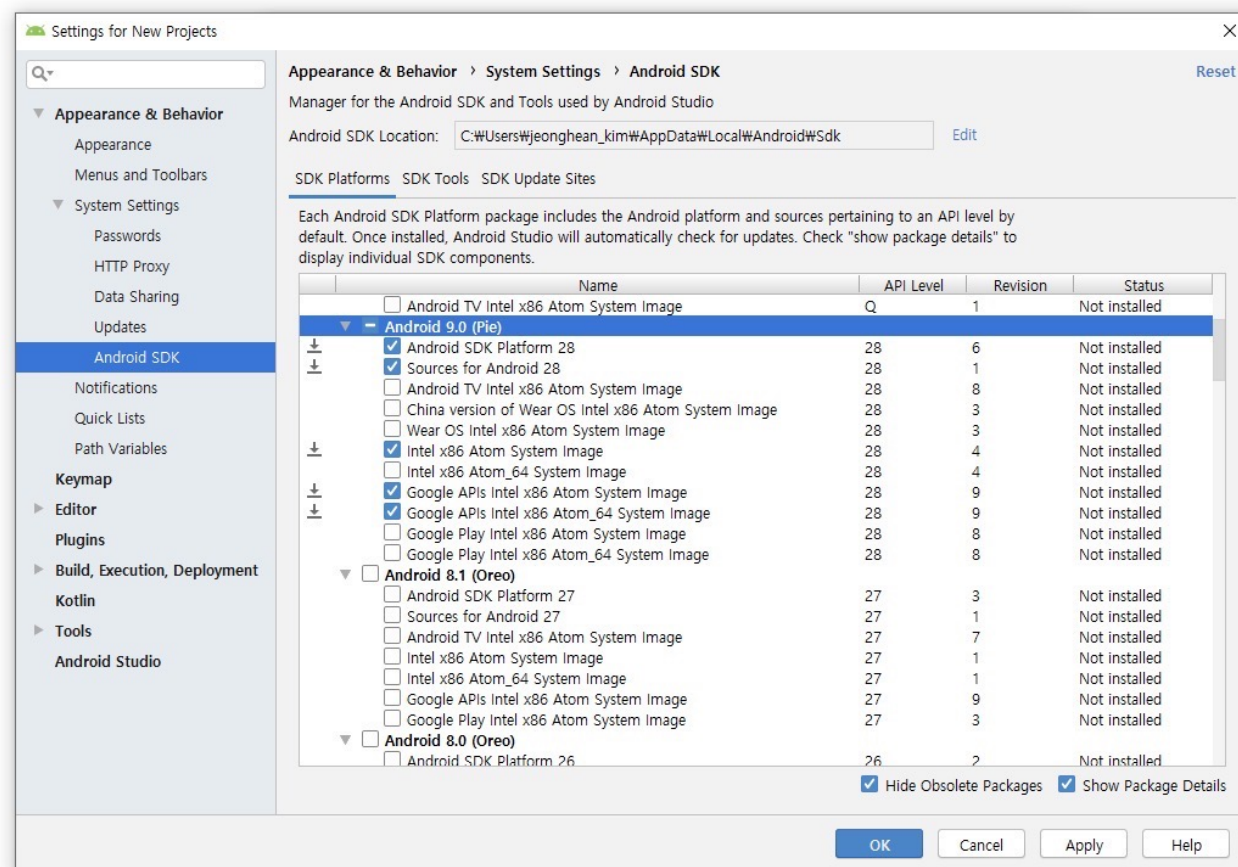 Settings for New Projects
Appearance & Behavior
Appearance
Menus and Toolbars
System Settings
Passwords
HTTP Proxy
Data Sharing
Updates
Android SDK
Notifications
Quick Lists
Path Variables
Keymap
Editor
Plugins
Build, Execution, Deployment
Kotlin
Tools
Android Studio
Appearance & Behavior › System Settings › Android SDK Reset
Manager for the Android SDK and Tools used by Android Studio
Android SDK Location: C:₩Users₩jeonghean_kim₩AppData₩Local₩Android₩Sdk Edit
SDK Platforms SDK Tools SDK Update Sites
Each Android SDK Platform package includes the Android platform and sources pertaining to an API level by
default. Once installed, Android Studio will automatically check for updates. Check "show package details" to
display individual SDK components.
Name API Level Revision Status
Android TV Intel x86 Atom System Image Q 1 Not installed
Android 9.0 (Pie)
Android SDK Platform 28 28 6 Not installed
Sources for Android 28 28 1 Not installed
Android TV Intel x86 Atom System Image 28 8 Not installed
China version of Wear OS Intel x86 Atom System Image 28 3 Not installed
Wear OS Intel x86 Atom System Image 28 3 Not installed
Intel x86 Atom System Image 28 4 Not installed
Intel x86 Atom_64 System Image 28 4 Not installed
Google APIs Intel x86 Atom System Image 28 9 Not installed
Google APIs Intel x86 Atom_64 System Image 28 9 Not installed
Google Play Intel x86 Atom System Image 28 8 Not installed
Google Play Intel x86 Atom_64 System Image 28 8 Not installed
Android 8.1 (Oreo)
Android SDK Platform 27 27 3 Not installed
Sources for Android 27 27 1 Not installed
Android TV Intel x86 Atom System Image 27 7 Not installed
Intel x86 Atom System Image 27 1 Not installed
Intel x86 Atom_64 System Image 27 1 Not installed
Google APIs Intel x86 Atom System Image 27 9 Not installed
Google Play Intel x86 Atom System Image 27 3 Not installed
Android 8.0 (Oreo)
Android SDK Platform 26 26 2 Not installed
Hide Obsolete Packages Show Package Details
OK Cancel Apply Help